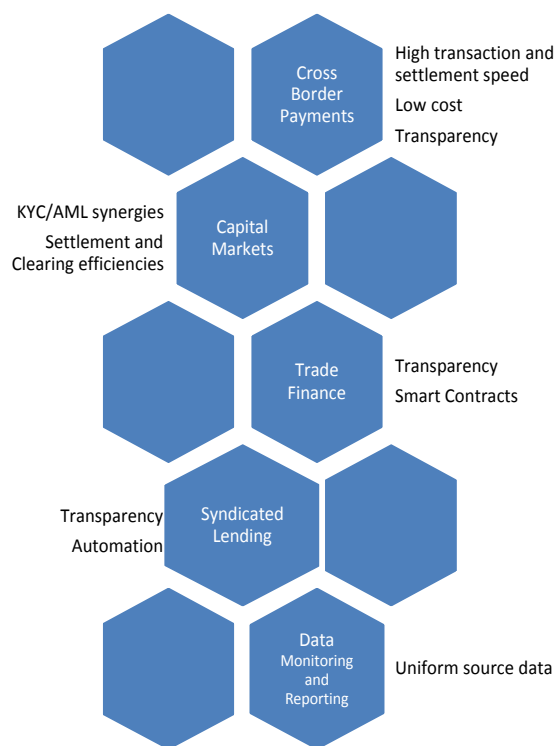 Cross
Border
Payments
High transaction and
settlement speed
Low cost
Transparency
KYC/AML synergies
Settlement and
Clearing efficiencies
Capital
Markets
Trade
Finance
Transparency
Smart Contracts
Transparency
Automation
Syndicated
Lending
Data
Monitoring
and
Reporting
Uniform source data